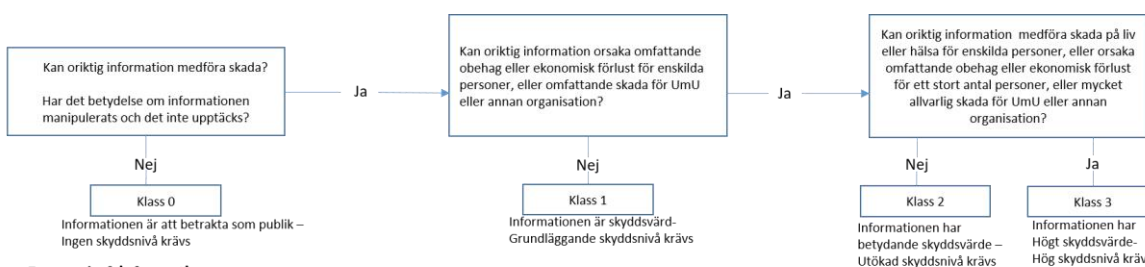 Kan oriktig information medföra skada?
Har det betydelse om informationen
manipulerats och det inte upptäcks?
Ja
Kan oriktig information orsaka omfattande
obehag eller ekonomisk förlust för enskilda
personer, eller omfattande skada för UmU
eller annan organisation?
Ja
Kan oriktig information medföra skada på liv
eller hälsa för enskilda personer, eller orsaka
omfattande obehag eller ekonomisk förlust
för ett stort antal personer, eller mycket
allvarlig skada för UmU eller annan
organisation?
Nej
Klass 0
Informationen är att betrakta som publik –
Ingen skyddsnivå krävs
Nej
Klass 1
Informationen är skyddsvärd-
Grundläggande skyddsnivå krävs
Nej
Klass 2
Informationen har
betydande skyddsvärde –
Utökad skyddsnivå krävs
Ja
Klass 3
Informationen har
Högt skyddsvärde-
Hög skyddsnivå